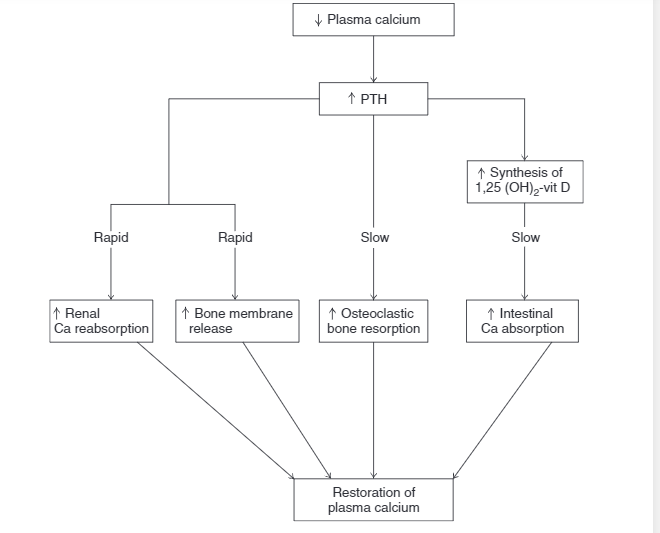 ↓ Plasma calcium
↑ PTH
↑ Synthesis of
1,25 (OH)₂-vit D
Rapid
Rapid
Slow
Slow
↑ Renal
Ca reabsorption
↑ Bone membrane
release
↑ Osteoclastic
bone resorption
↑ Intestinal
Ca absorption
Restoration of
plasma calcium